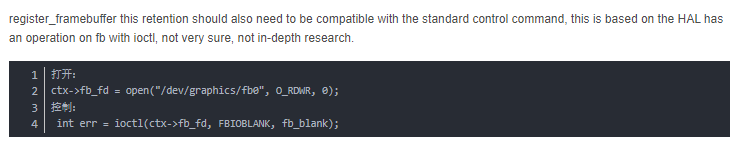 register_framebuffer this retention should also need to be compatible with the standard control command, this is based on the HAL has
an operation on fb with ioctl, not very sure, not in-depth research.
1 打开:
2 ctx->fb_fd = open("/dev/graphics/fb0", O_RDWR, 0);
3 控制:
4 int err = ioctl(ctx->fb_fd, FBIOBLANK, fb_blank);